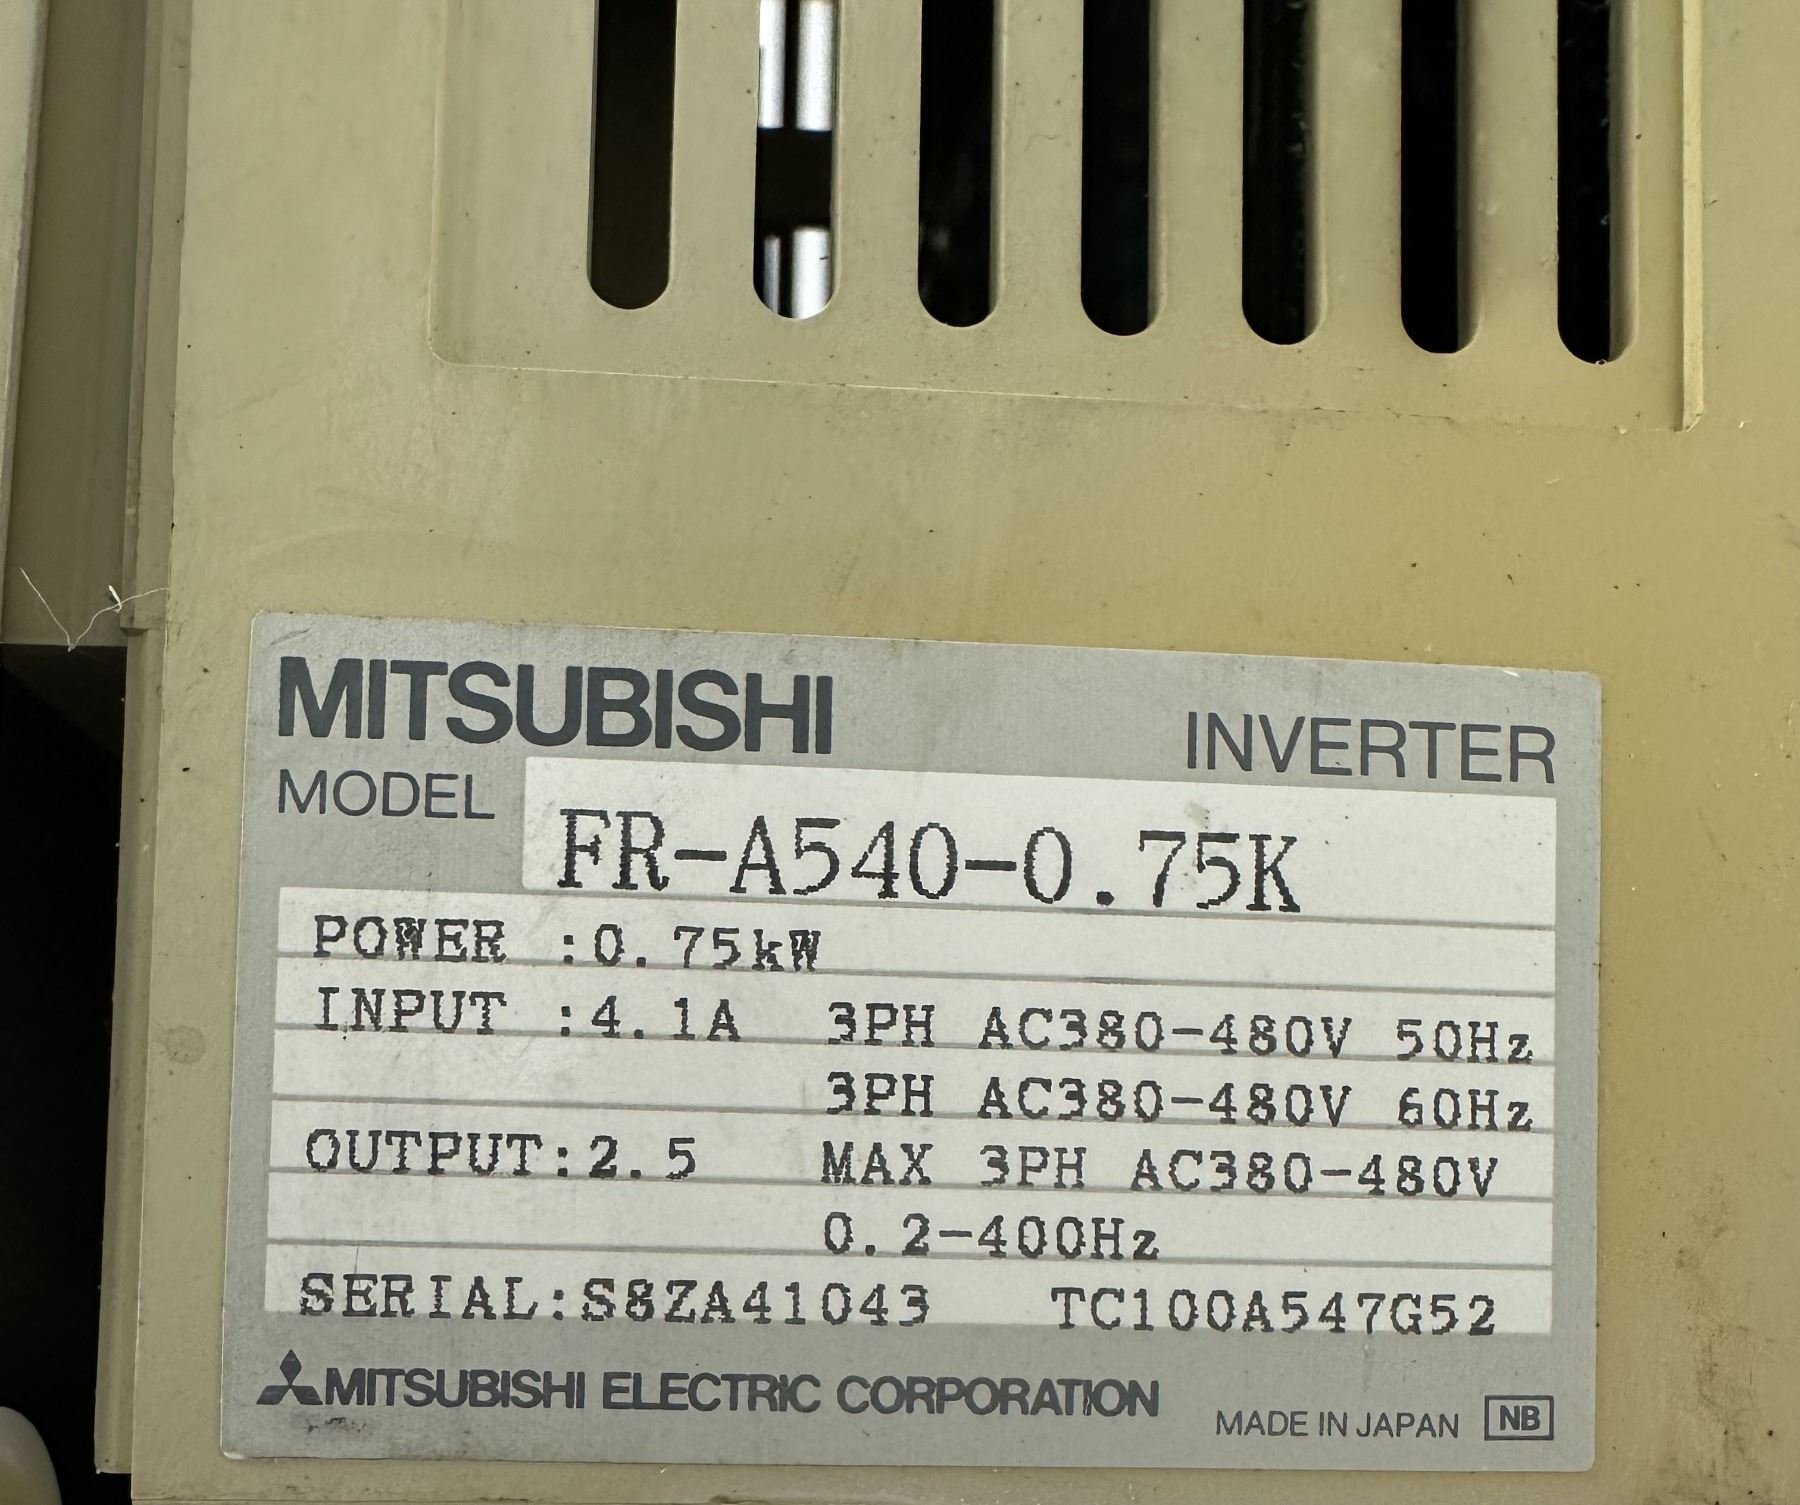 MITSUBISHI INVERTER
MODEL FR-A540-0.75K
POWER :0.75kW
INPUT :4.1A 3PH AC380-480V 50Hz
3PH AC380-480V 60Hz
OUTPUT:2.5 MAX 3PH AC380-480V
0.2-400Hz
SERIAL:S8ZA41043 TC100A547G52
MITSUBISHI ELECTRIC CORPORATION MADE IN JAPAN NB